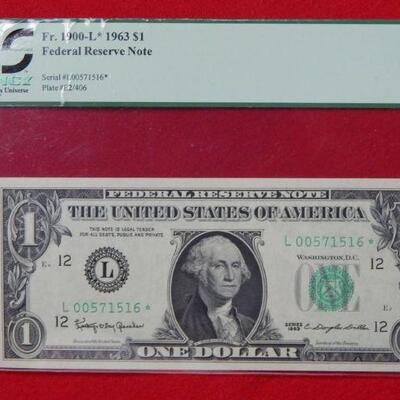 Fr. 1900-L* 1963 $1
Federal Reserve Note
Serial #L00571516*
Plate #E2/406
FEDERAL RESERVE NOTE
THE UNITED STATES OF AMERICA
THIS NOTE IS LEGAL TENDER
FOR ALL DEBTS, PUBLIC AND PRIVATE
L 00571516 *
WASHINGTON, D.C.
12
L
12
L 00571516 *
12
12
SERIES
1963
ONE DOLLAR
1
1
ONE